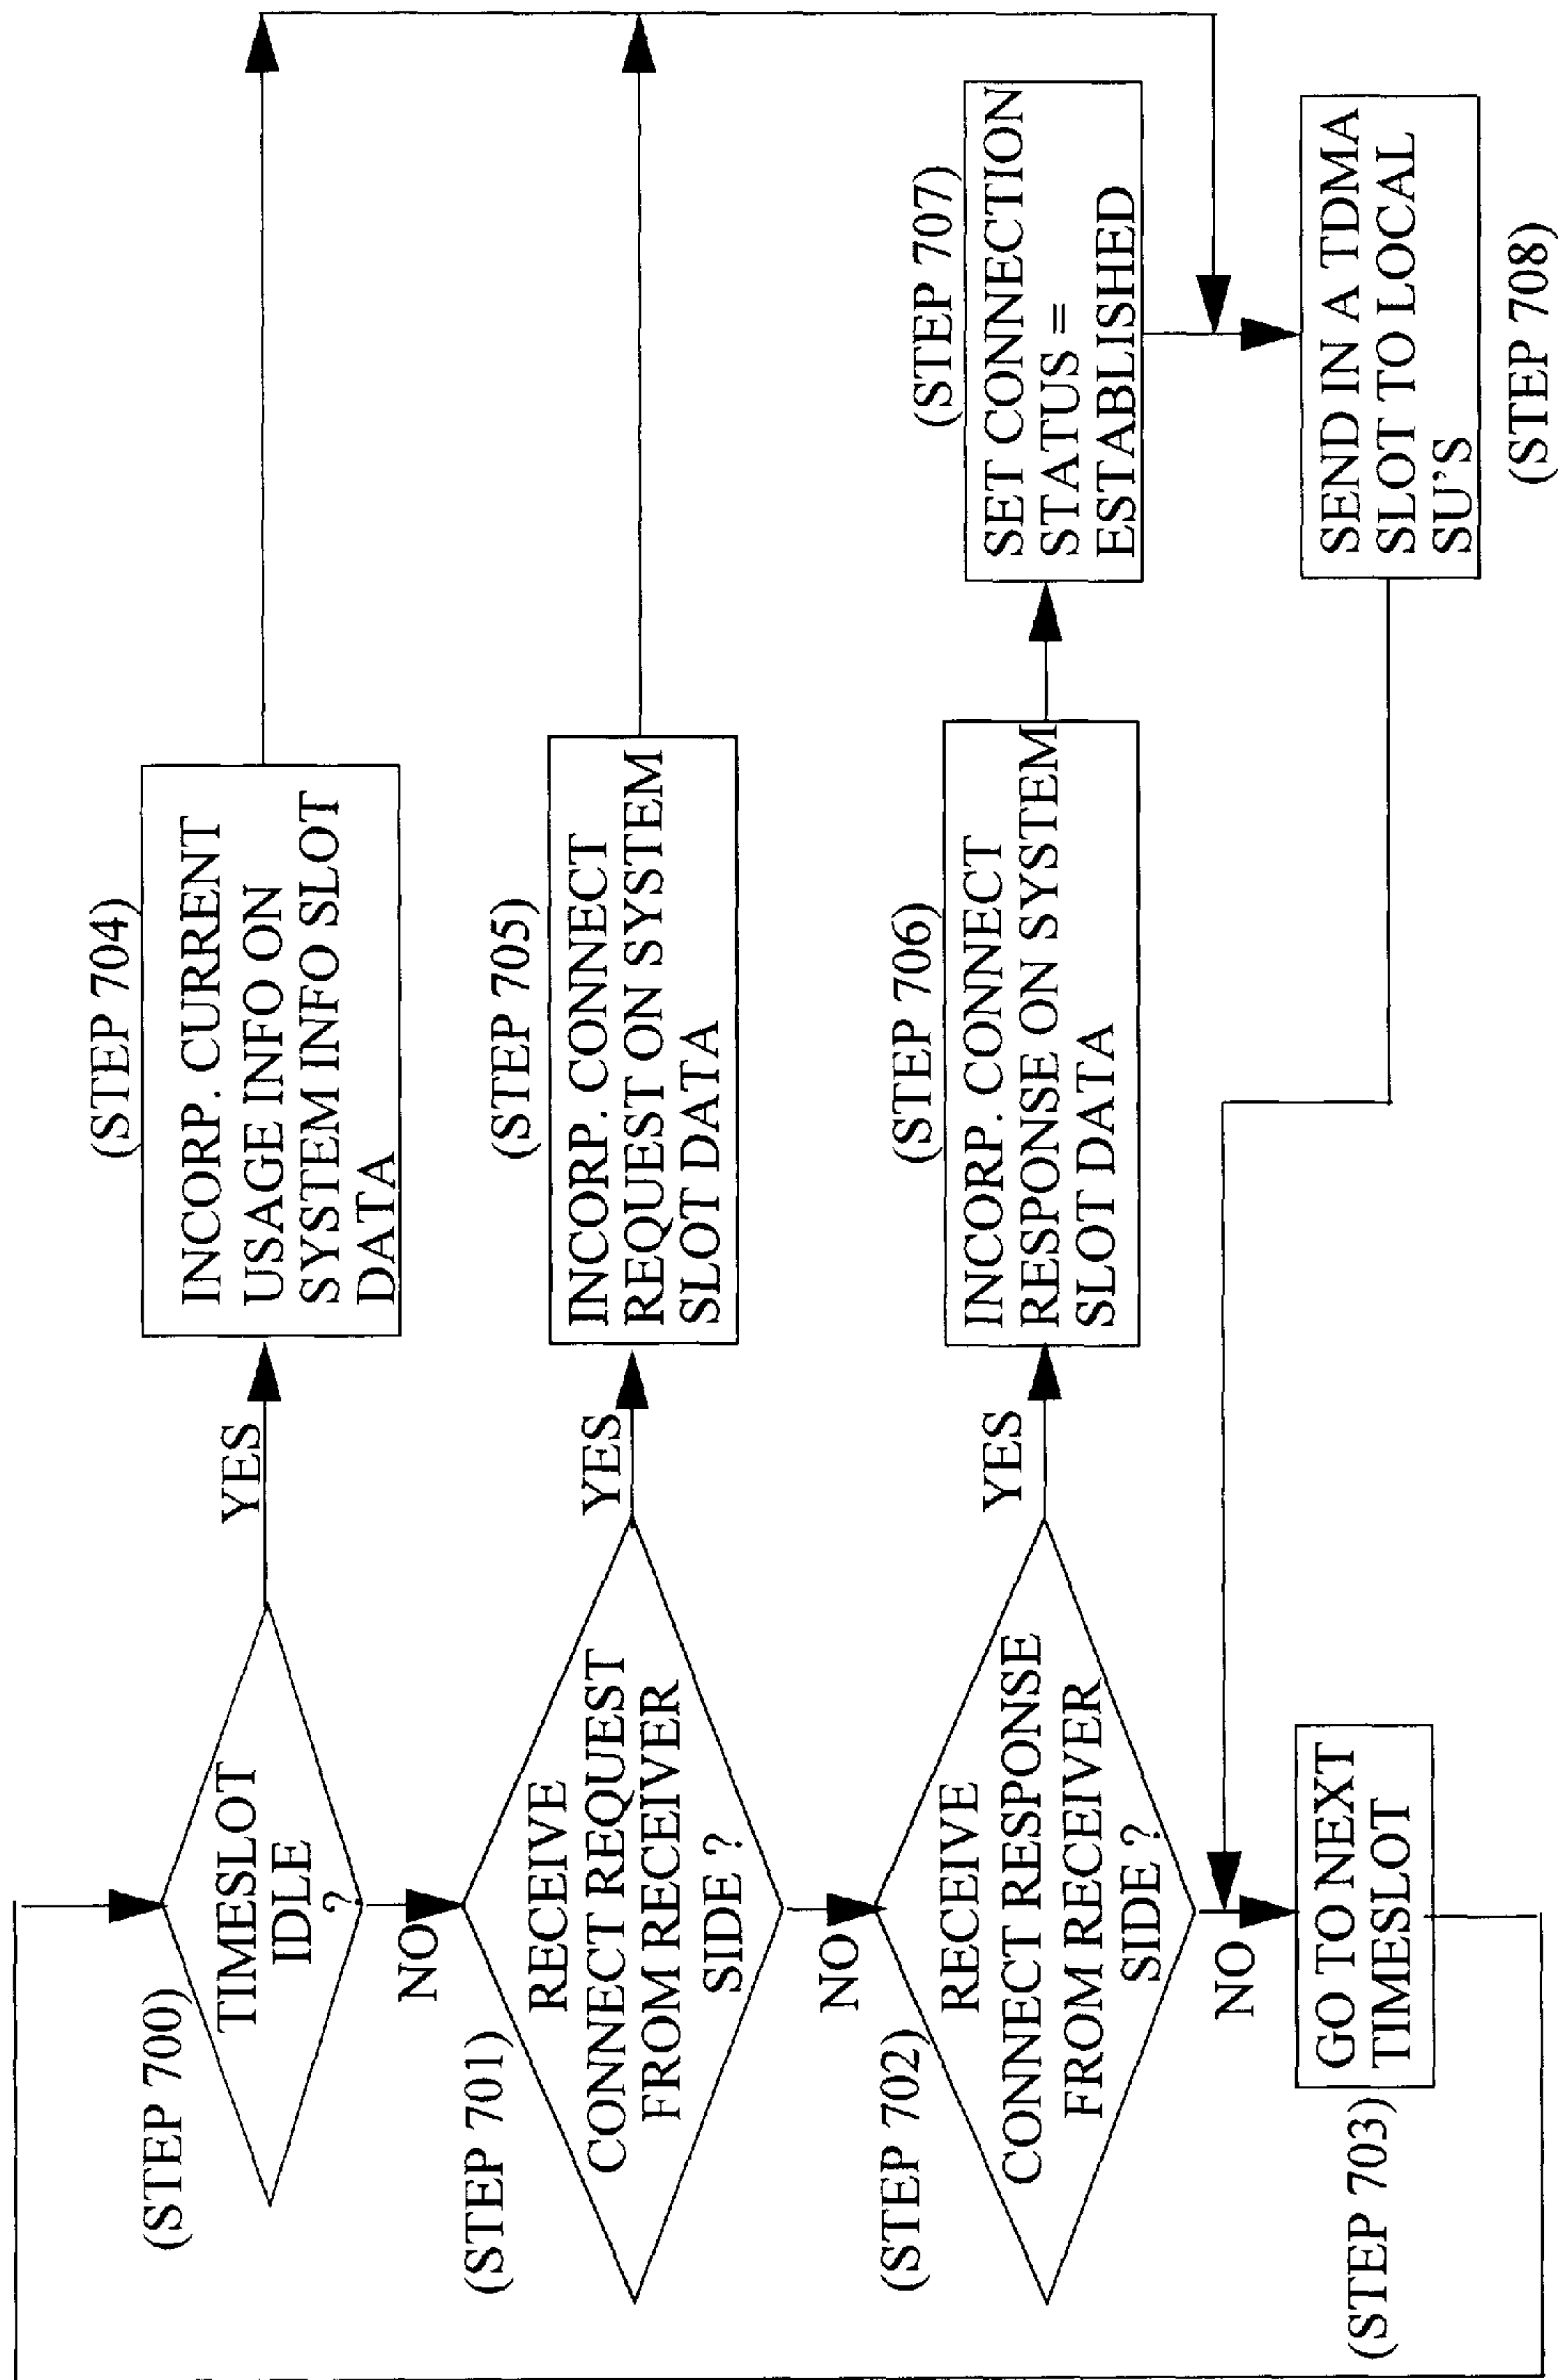 (STEP 700)
TIMESLOT
IDLE
?
YES
NO
(STEP 704)
INCORP. CURRENT
USAGE INFO ON
SYSTEM INFO SLOT
DATA
(STEP 701)
RECEIVE
CONNECT REQUEST
FROM RECEIVER
SIDE ?
YES
NO
(STEP 705)
INCORP. CONNECT
REQUEST ON SYSTEM
SLOT DATA
(STEP 702)
RECEIVE
CONNECT RESPONSE
FROM RECEIVER
SIDE ?
YES
NO
(STEP 706)
INCORP. CONNECT
RESPONSE ON SYSTEM
SLOT DATA
(STEP 707)
SET CONNECTION
STATUS =
ESTABLISHED
(STEP 703)
GO TO NEXT
TIMESLOT
SEND IN A TDMA
SLOT TO LOCAL
SU'S
(STEP 708)